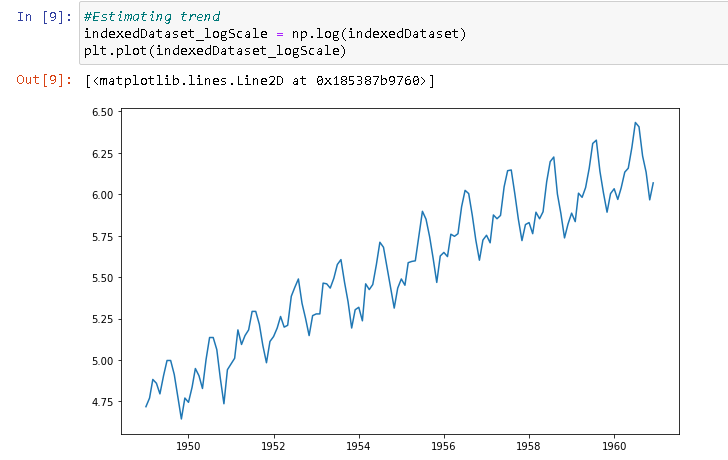 In [9]: #Estimating trend
indexedDataset_logScale = np.log(indexedDataset)
plt.plot(indexedDataset_logScale)
Out[9]: [<matplotlib.lines.Line2D at 0x185387b9760>]
6.50
6.25
6.00
5.75
5.50
5.25
5.00
4.75
1950 1952 1954 1956 1958 1960